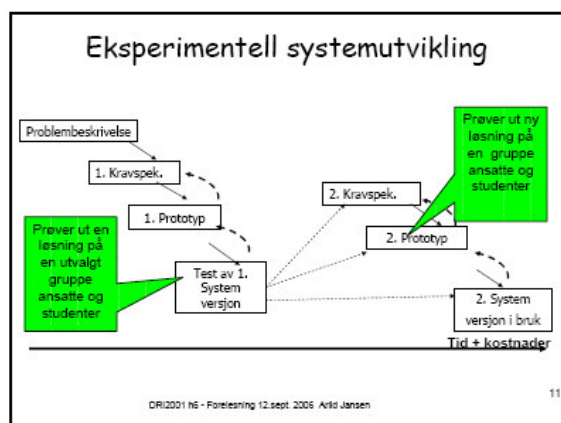 Eksperimentell systemutvikling
Problembeskrivelse
1. Kravspek.
1. Prototyp
Prøver ut en
løsning på
en utvalgt
gruppe
ansatte og
studenter
Test av 1.
System
versjon
Prøver ut ny
løsning på
en gruppe
ansatte og
studenter
2. Kravspek.
2. Prototyp
2. System
versjon i bruk
Tid + kostnader
DRI2001 h6 - Forelesning 12.sept. 2006 Arild Jansen
11